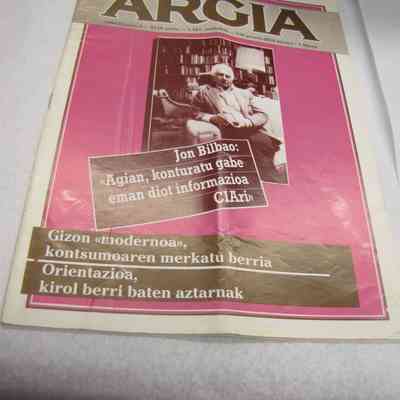 ARGIA
Jon Bilbao:
«Agian, konturatu gabe
eman diot informazioa
CIAri»
Gizon «modernoa»,
kontsumoaren merkatu berria
Orientazioa,
kirol berri baten aztarnak